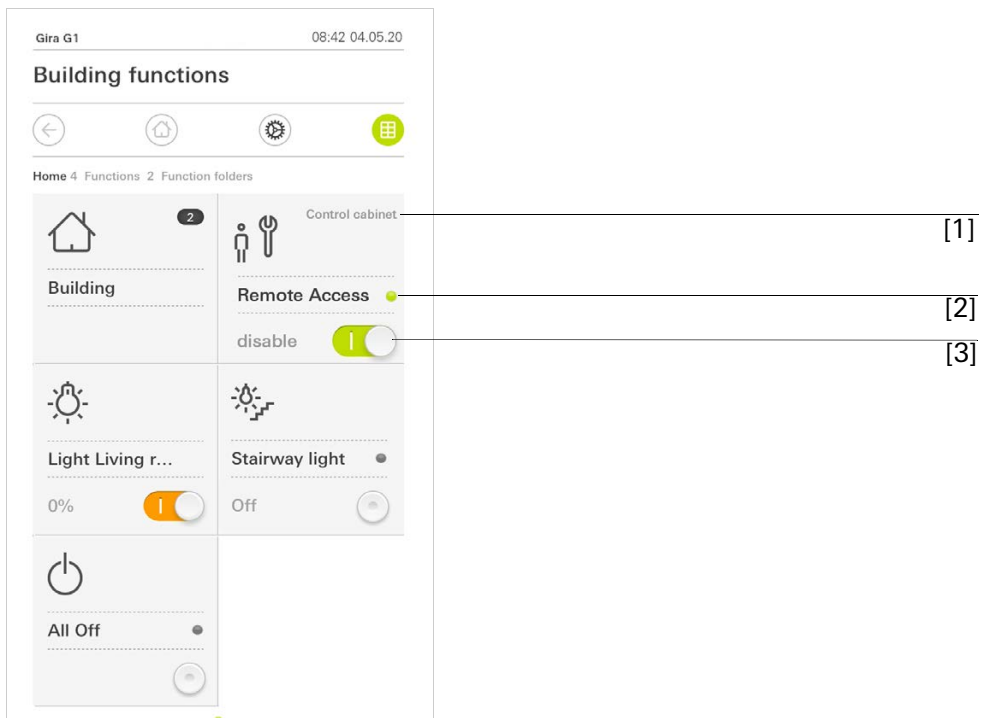 Gira G1 08:42 04.05.20
Building functions
Home 4 Functions 2 Function folders
2
Control cabinet
[1]
Building
Remote Access
[2]
disable
[3]
Light Living r...
Stairway light
0%
Off
All Off